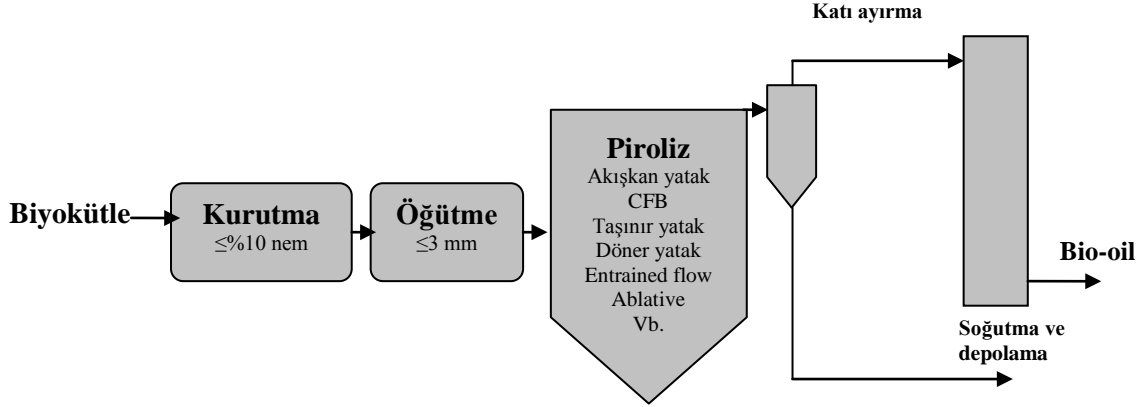 Katı ayırma
Biyokütle
Kurutma
≤%10 nem
Öğütme
≤3 mm
Piroliz
Akışkan yatak
CFB
Taşınır yatak
Döner yatak
Entrained flow
Ablative
Vb.
Bio-oil
Soğutma ve
depolama